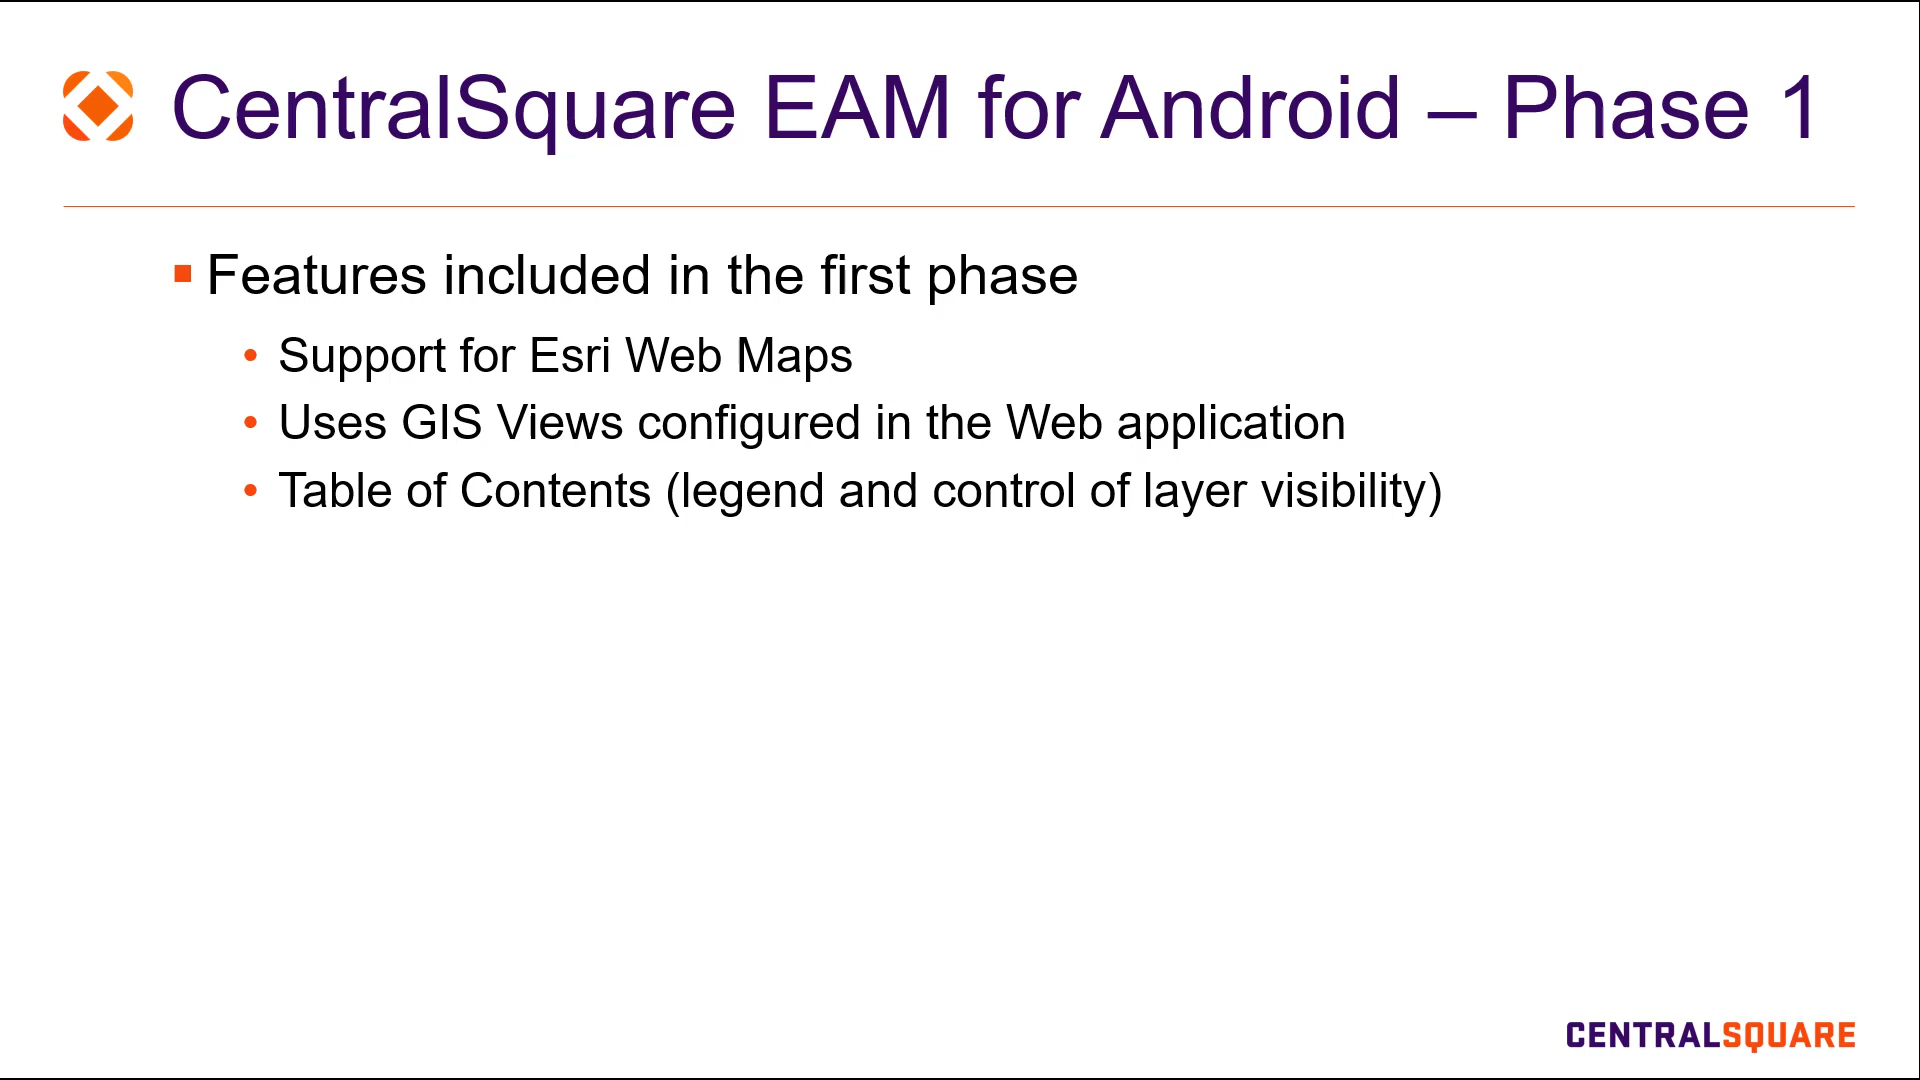 CentralSquare EAM for Android – Phase 1
Features included in the first phase
Support for Esri Web Maps
Uses GIS Views configured in the Web application
Table of Contents (legend and control of layer visibility)
CENTRALSQUARE